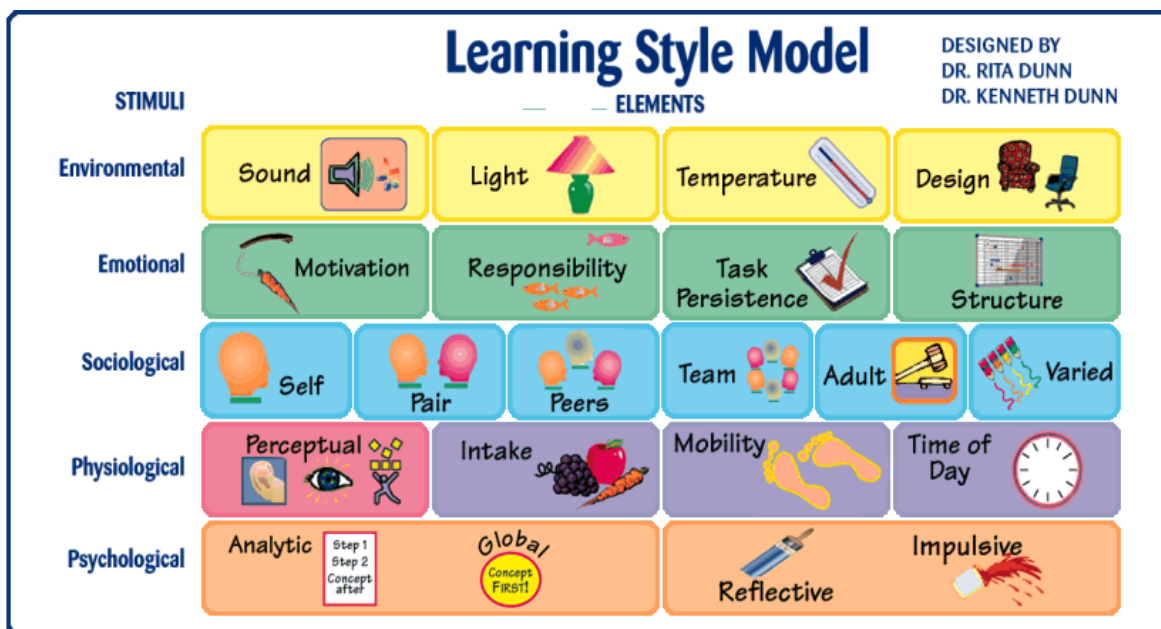 Learning Style Model
DESIGNED BY
DR. RITA DUNN
DR. KENNETH DUNN
STIMULI
ELEMENTS
Environmental
Sound
Light
Temperature
Design
Emotional
Motivation
Responsibility
Task
Persistence
Structure
Sociological
Self
Pair
Peers
Team
Adult
Varied
Physiological
Perceptual
Intake
Mobility
Time of
Day
Psychological
Analytic
Step 1
Step 2
Concept
after
Global
Concept
FIRST!
Reflective
Impulsive